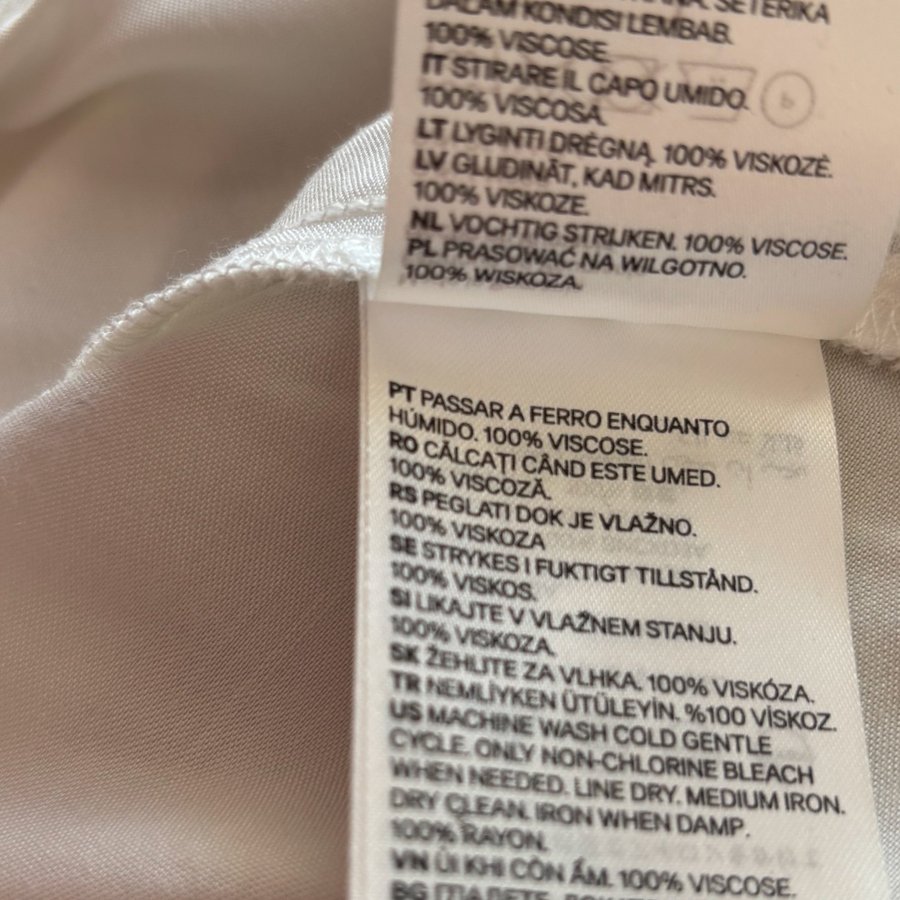 SETERIKA
DALAM KONDISI LEMBAB.
100% VISCOSE.
IT STIRARE IL CAPO UMIDO.
100% VISCOSA.
LT LYGINTI DRĖGNĄ. 100% VISKOZĖ.
LV GLUDINĀT, KAD MITRS.
100% VISKOZE.
NL VOCHTIG STRIJKEN. 100% VISCOSE.
PL PRASOWAĆ NA WILGOTNO.
100% WISKOZA.
PT PASSAR A FERRO ENQUANTO
HÚMIDO. 100% VISCOSE.
RO CĂLCAȚI CÂND ESTE UMED.
100% VISCOZĂ.
RS PEGLATI DOK JE VLAŽNO.
100% VISKOZA
SE STRYKES I FUKTIGT TILLSTÅND.
100% VISKOS.
SI LIKAJTE V VLAŽNEM STANJU.
100% VISKOZA.
SK ŽEHLITE ZA VLHKA. 100% VISKÓZA.
TR NEMLİYKEN ÜTÜLEYİN. %100 VİSKOZ.
US MACHINE WASH COLD GENTLE
CYCLE. ONLY NON-CHLORINE BLEACH
WHEN NEEDED. LINE DRY. MEDIUM IRON.
DRY CLEAN. IRON WHEN DAMP.
100% RAYON.
VN ỦI KHI CÒN ẨM. 100% VISCOSE.
BG